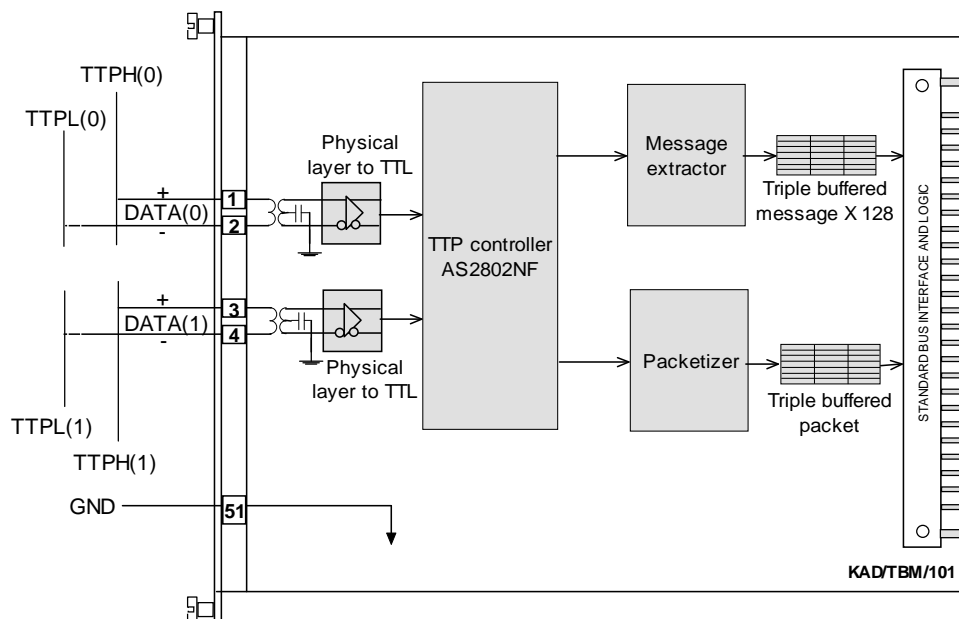 TTPH(0)
TTPL(0)
Physical
layer to TTL
Message
extractor
Triple buffered
message X 128
+
DATA(0)
-
1
2
TTP controller
AS2802NF
STANDARD BUS INTERFACE AND LOGIC
+
DATA(1)
-
3
4
Physical
layer to TTL
Packetizer
Triple buffered
packet
TTPL(1)
TTPH(1)
GND
51
KAD/TBM/101